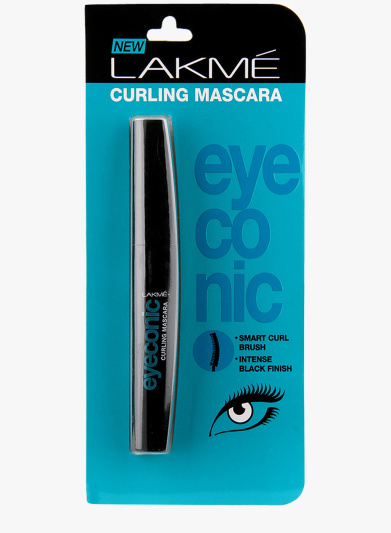 NEW
LAKMÉ
CURLING MASCARA
eye
co
nic
• SMART CURL
BRUSH
• INTENSE
BLACK FINISH
LAKMÉ
eyeconic
CURLING MASCARA